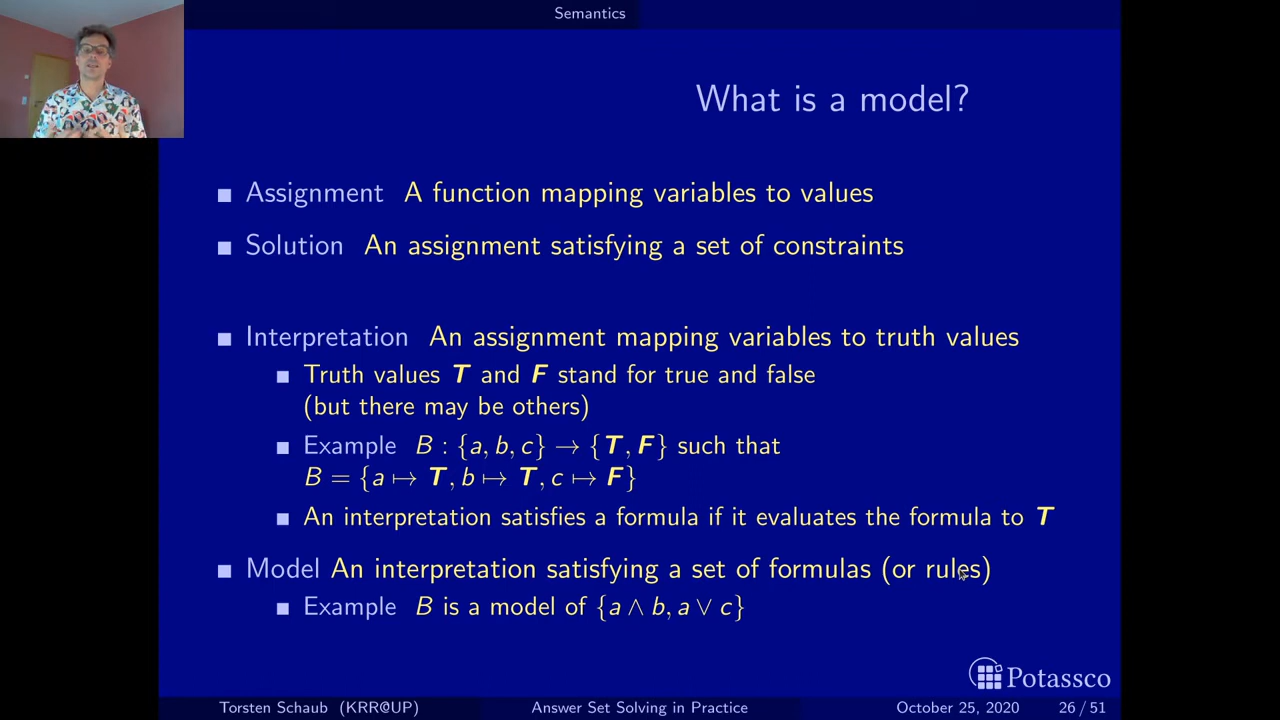 Semantics
What is a model?
■ Assignment A function mapping variables to values
■ Solution An assignment satisfying a set of constraints
■ Interpretation An assignment mapping variables to truth values
■ Truth values T and F stand for true and false
(but there may be others)
■ Example B : {a, b, c} → {T, F} such that
B = {a ↦ T, b ↦ T, c ↦ F}
■ An interpretation satisfies a formula if it evaluates the formula to T
■ Model An interpretation satisfying a set of formulas (or rules)
■ Example B is a model of {a ∧ b, a ∨ c}
Potassco
Torsten Schaub (KRR@UP) Answer Set Solving in Practice October 25, 2020 26 / 51